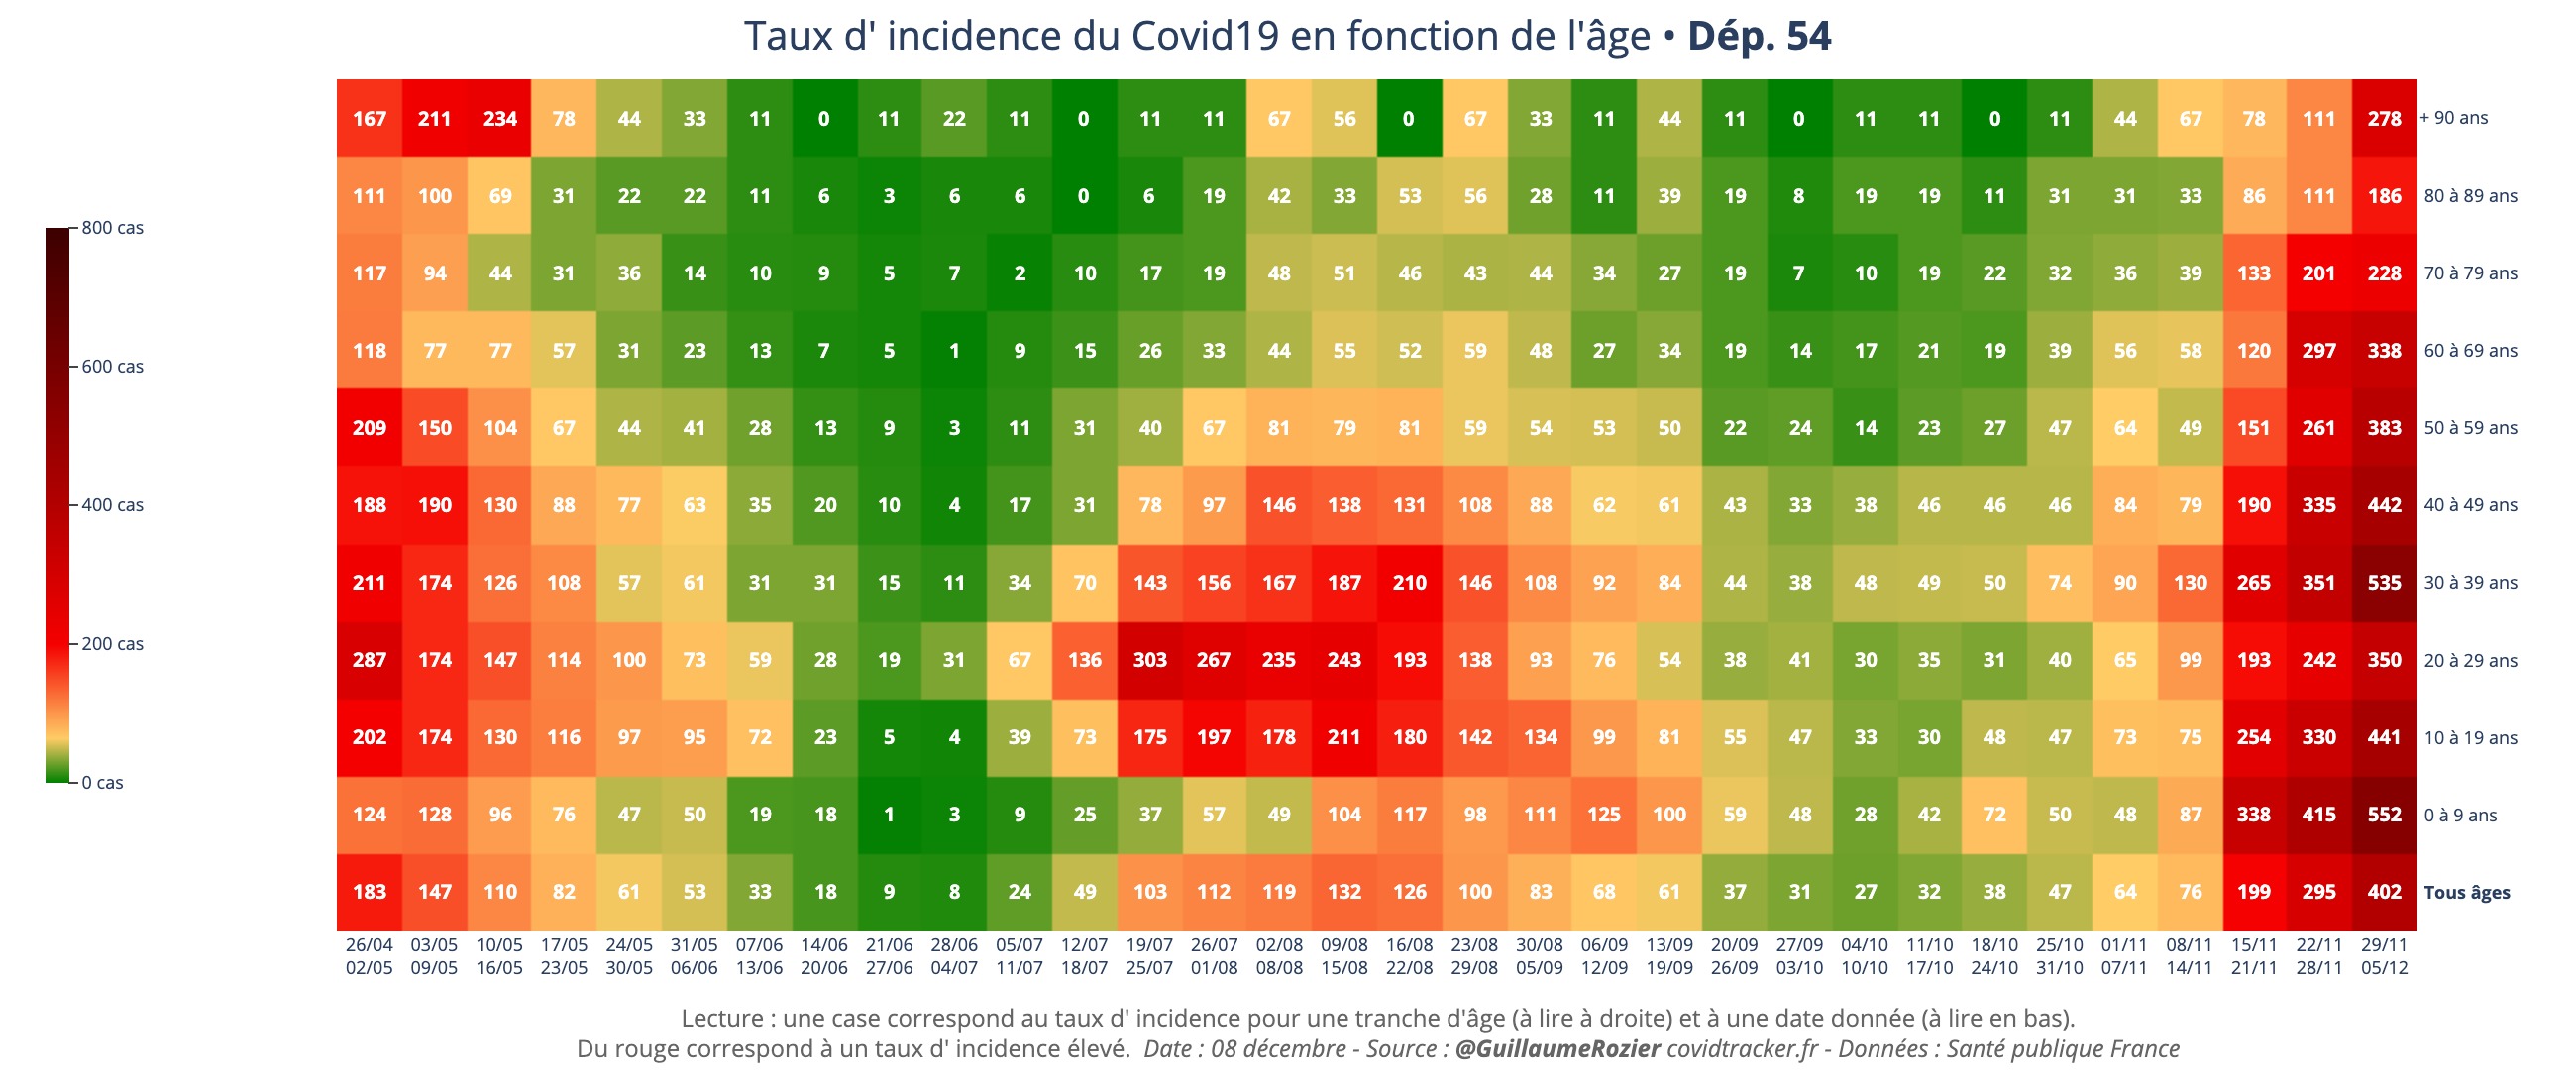 Taux d' incidence du Covid19 en fonction de l'âge • Dép. 54
800 cas
600 cas
400 cas
200 cas
0 cas
167 211 234 78 44 33 11 0 11 22 11 0 11 11 67 56 0 67 33 11 44 11 0 11 11 0 11 44 67 78 111 278 + 90 ans
111 100 69 31 22 22 11 6 3 6 6 0 6 19 42 33 53 56 28 11 39 19 8 19 19 11 31 31 33 86 111 186 80 à 89 ans
117 94 44 31 36 14 10 9 5 7 2 10 17 19 48 51 46 43 44 34 27 19 7 10 19 22 32 36 39 133 201 228 70 à 79 ans
118 77 77 57 31 23 13 7 5 1 9 15 26 33 44 55 52 59 48 27 34 19 14 17 21 19 39 56 58 120 297 338 60 à 69 ans
209 150 104 67 44 41 28 13 9 3 11 31 40 67 81 79 81 59 54 53 50 22 24 14 23 27 47 64 49 151 261 383 50 à 59 ans
188 190 130 88 77 63 35 20 10 4 17 31 78 97 146 138 131 108 88 62 61 43 33 38 46 46 46 84 79 190 335 442 40 à 49 ans
211 174 126 108 57 61 31 31 15 11 34 70 143 156 167 187 210 146 108 92 84 44 38 48 49 50 74 90 130 265 351 535 30 à 39 ans
287 174 147 114 100 73 59 28 19 31 67 136 303 267 235 243 193 138 93 76 54 38 41 30 35 31 40 65 99 193 242 350 20 à 29 ans
202 174 130 116 97 95 72 23 5 4 39 73 175 197 178 211 180 142 134 99 81 55 47 33 30 48 47 73 75 254 330 441 10 à 19 ans
124 128 96 76 47 50 19 18 1 3 9 25 37 57 49 104 117 98 111 125 100 59 48 28 42 72 50 48 87 338 415 552 0 à 9 ans
183 147 110 82 61 53 33 18 9 8 24 49 103 112 119 132 126 100 83 68 61 37 31 27 32 38 47 64 76 199 295 402 Tous âges
26/04 03/05 10/05 17/05 24/05 31/05 07/06 14/06 21/06 28/06 05/07 12/07 19/07 26/07 02/08 09/08 16/08 23/08 30/08 06/09 13/09 20/09 27/09 04/10 11/10 18/10 25/10 01/11 08/11 15/11 22/11 29/11
02/05 09/05 16/05 23/05 30/05 06/06 13/06 20/06 27/06 04/07 11/07 18/07 25/07 01/08 08/08 15/08 22/08 29/08 05/09 12/09 19/09 26/09 03/10 10/10 17/10 24/10 31/10 07/11 14/11 21/11 28/11 05/12
Lecture : une case correspond au taux d' incidence pour une tranche d'âge (à lire à droite) et à une date donnée (à lire en bas).
Du rouge correspond à un taux d' incidence élevé. Date : 08 décembre - Source : @GuillaumeRozier covidtracker.fr - Données : Santé publique France